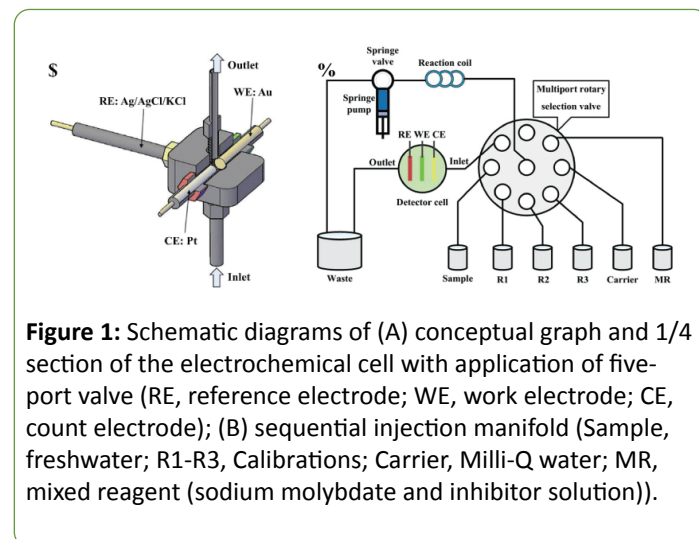 $
Outlet
WE: Au
RE: Ag/AgCl/KCl
CE: Pt
Inlet
%
Springe
valve
Reaction coil
Springe
pump
Multiport rotary
selection valve
RE WE CE
Outlet
Inlet
Detector cell
Waste
Sample
R1
R2
R3
Carrier
MR
Figure 1: Schematic diagrams of (A) conceptual graph and 1/4
section of the electrochemical cell with application of five-
port valve (RE, reference electrode; WE, work electrode; CE,
count electrode); (B) sequential injection manifold (Sample,
freshwater; R1-R3, Calibrations; Carrier, Milli-Q water; MR,
mixed reagent (sodium molybdate and inhibitor solution)).